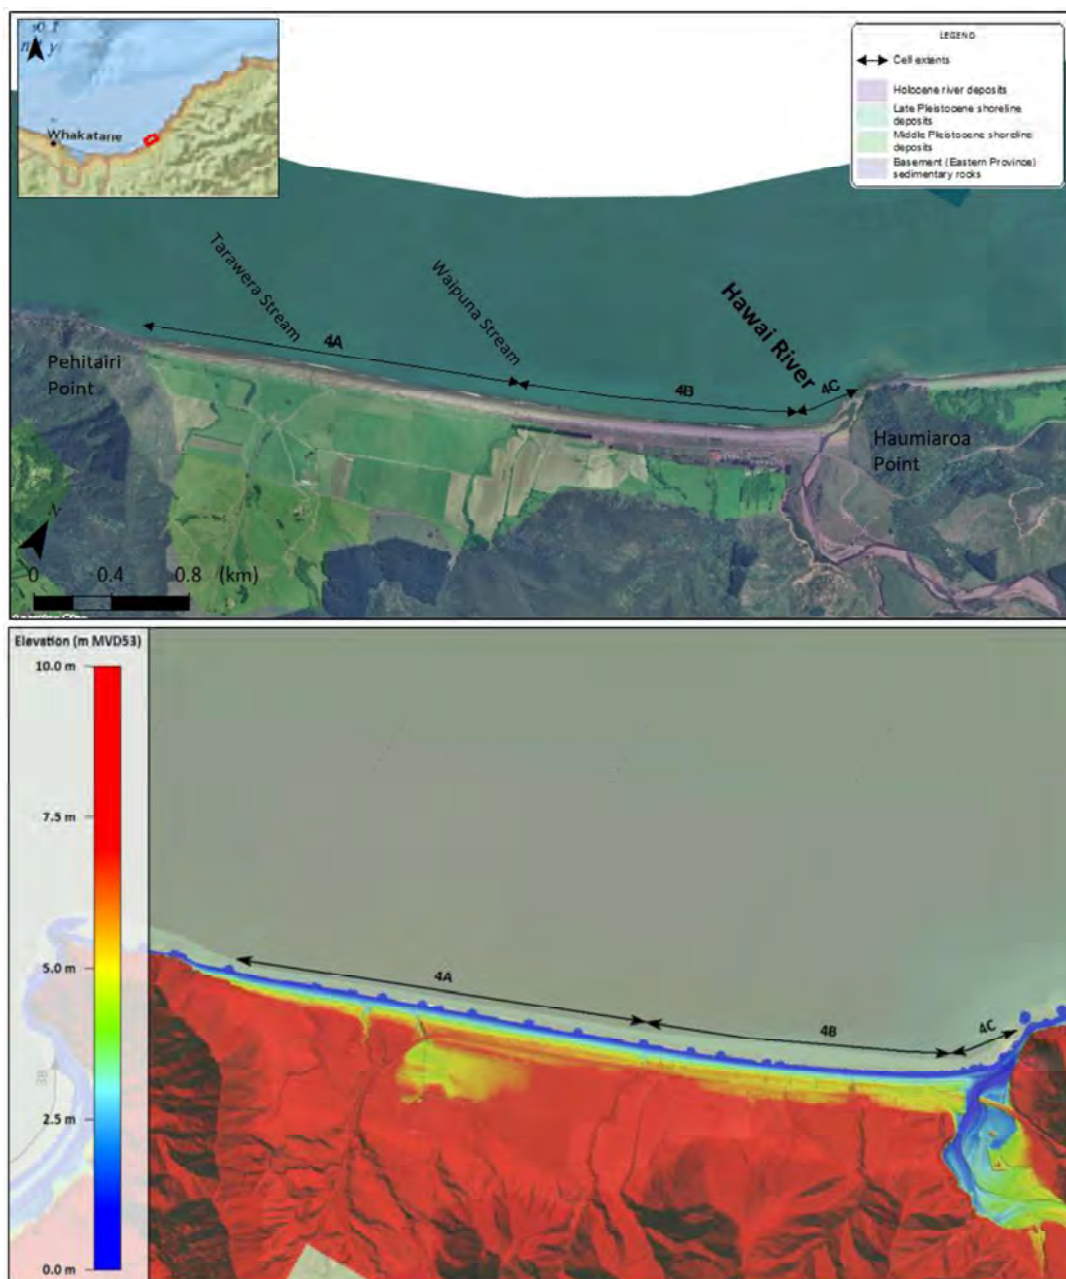 Whakatane
LEGEND
Cell extents
Holocene river deposits
Late Pleistocene shoreline
deposits
Middle Pleistocene shoreline
deposits
Basement (Eastern Province)
sedimentary rocks
Tarawera Stream
Waipuna Stream
Hawai River
4A
4B
4C
Pehitairi
Point
Haumiaroa
Point
N
0 0.4 0.8 (km)
Elevation (m MVD53)
10.0 m
7.5 m
5.0 m
2.5 m
0.0 m
4A
4B
4C
3B